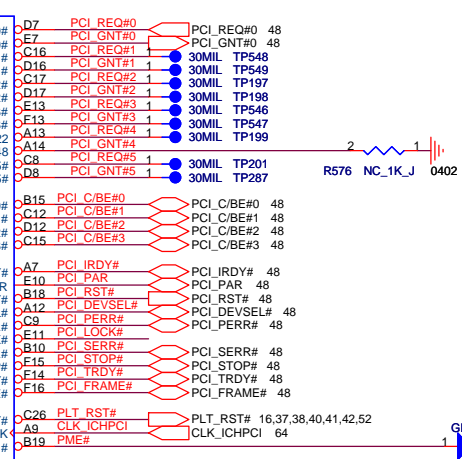 # D7 PCI_REQ#0 PCI_REQ#0 48
# E7 PCI_GNT#0 PCI_GNT#0 48
# C16 PCI_REQ#1 1 30MIL TP548
# D16 PCI_GNT#1 1 30MIL TP549
# C17 PCI_REQ#2 1 30MIL TP197
# D17 PCI_GNT#2 1 30MIL TP198
# E13 PCI_REQ#3 1 30MIL TP546
# F13 PCI_GNT#3 1 30MIL TP547
22 A13 PCI_REQ#4 1 30MIL TP199
48 A14 PCI_GNT#4 2 1
R576 NC_1K_J 0402
# C8 PCI_REQ#5 1 30MIL TP201
# D8 PCI_GNT#5 1 30MIL TP287
# B15 PCI_C/BE#0 PCI_C/BE#0 48
# C12 PCI_C/BE#1 PCI_C/BE#1 48
# D12 PCI_C/BE#2 PCI_C/BE#2 48
# C15 PCI_C/BE#3 PCI_C/BE#3 48
# A7 PCI_IRDY# PCI_IRDY# 48
R E10 PCI_PAR PCI_PAR 48
# B18 PCI_RST# PCI_RST# 48
# A12 PCI_DEVSEL# PCI_DEVSEL# 48
# C9 PCI_PERR# PCI_PERR# 48
# E11 PCI_LOCK#
# B10 PCI_SERR# PCI_SERR# 48
# F15 PCI_STOP# PCI_STOP# 48
# F14 PCI_TRDY# PCI_TRDY# 48
# F16 PCI_FRAME# PCI_FRAME# 48
# C26 PLT_RST# PLT_RST# 16,37,38,40,41,42,52
K A9 CLK_ICHPCI CLK_ICHPCI 64
# B19 PME# 1